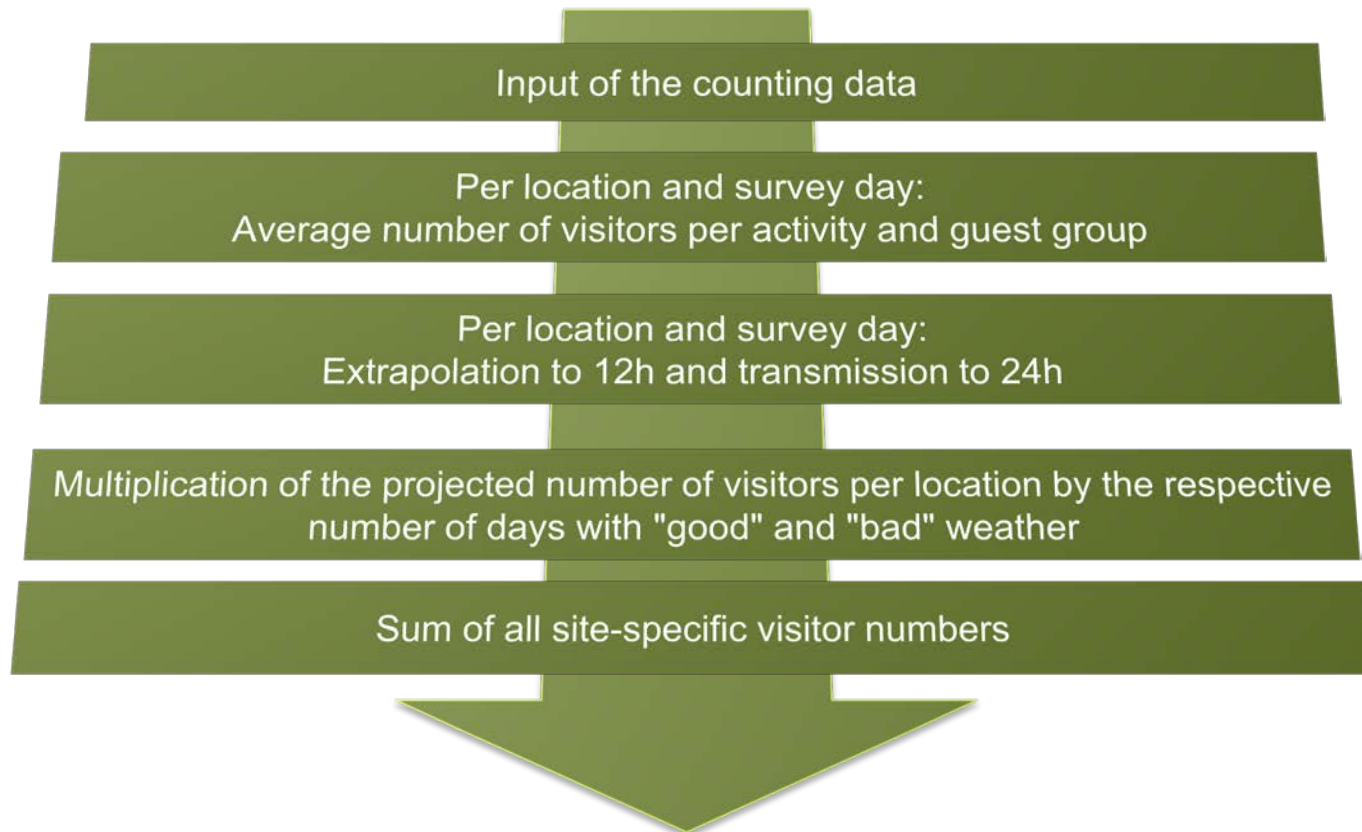 Input of the counting data
Per location and survey day:
Average number of visitors per activity and guest group
Per location and survey day:
Extrapolation to 12h and transmission to 24h
Multiplication of the projected number of visitors per location by the respective
number of days with "good" and "bad" weather
Sum of all site-specific visitor numbers